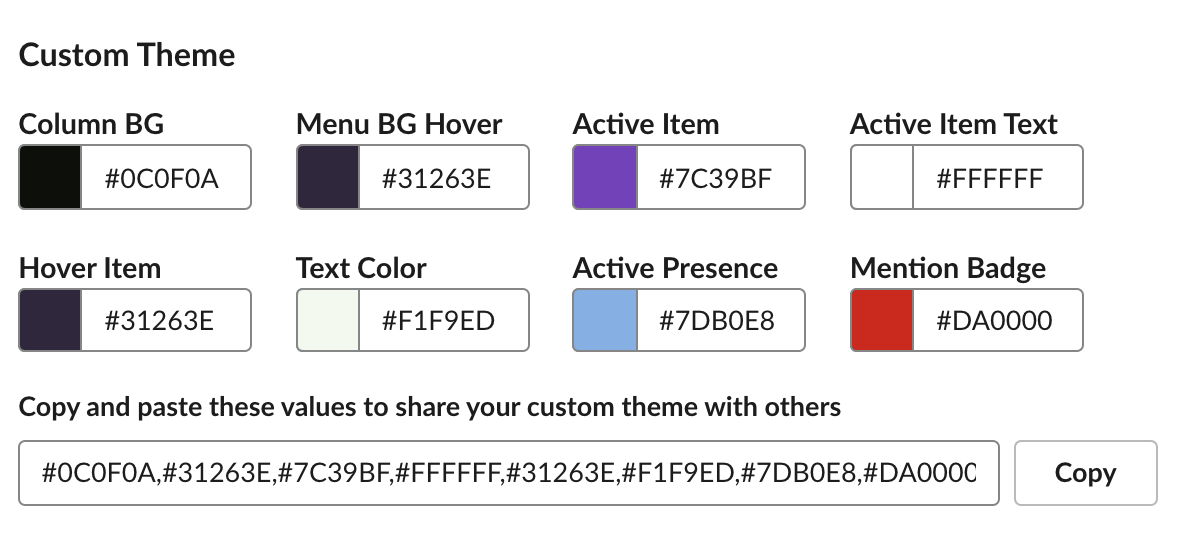 Custom Theme
Column BG Menu BG Hover Active Item Active Item Text
#0C0F0A #31263E #7C39BF #FFFFFF
Hover Item Text Color Active Presence Mention Badge
#31263E #F1F9ED #7DB0E8 #DA0000
Copy and paste these values to share your custom theme with others
#0C0F0A,#31263E,#7C39BF,#FFFFFF,#31263E,#F1F9ED,#7DB0E8,#DA0000 Copy